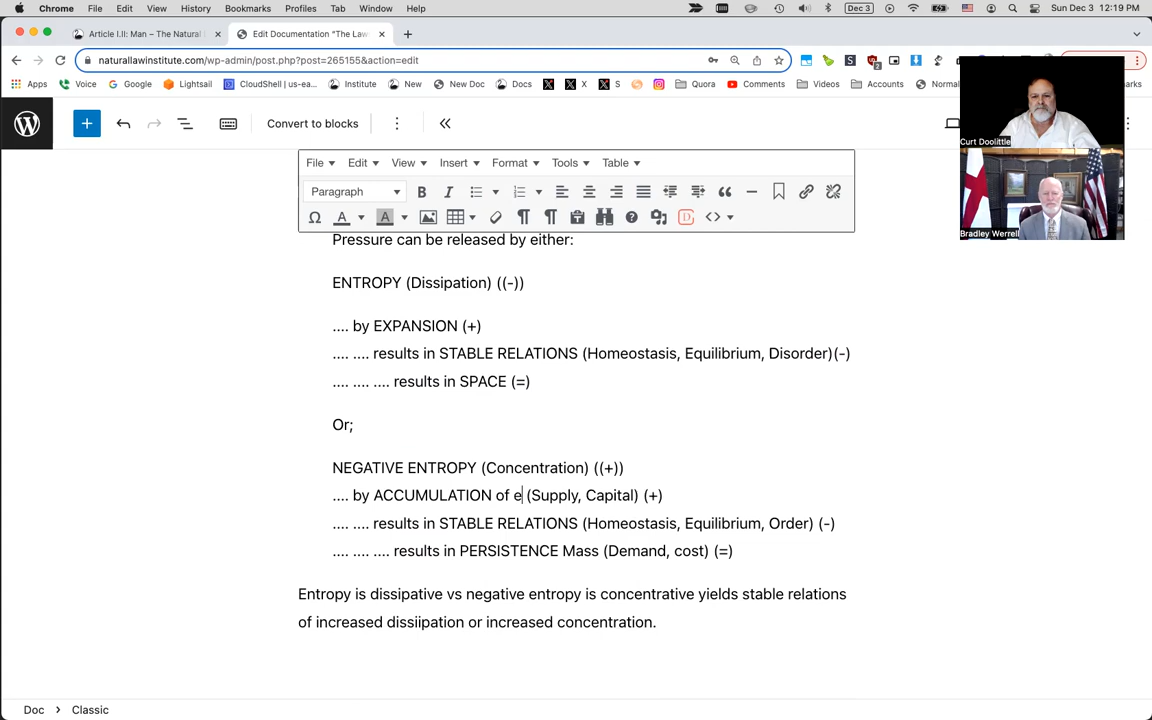 Chrome File Edit View History Bookmarks Profiles Tab Window Help Dec 3 Sun Dec 3 12:19 PM
Article I.II: Man – The Natural Edit Documentation "The Law
naturallawinstitute.com/wp-admin/post.php?post=265155&action=edit
Apps Voice Google Lightsail CloudShell | us-ea... Institute New New Doc Docs X S Quora Comments Videos Accounts Normal marks
Convert to blocks
Curt Doolittle
Bradley Werrell
File Edit View Insert Format Tools Table
Paragraph B I
Pressure can be released by either:
ENTROPY (Dissipation) ((-))
.... by EXPANSION (+)
.... .... results in STABLE RELATIONS (Homeostasis, Equilibrium, Disorder)(-)
.... .... .... results in SPACE (=)
Or;
NEGATIVE ENTROPY (Concentration) ((+))
.... by ACCUMULATION of e (Supply, Capital) (+)
.... .... results in STABLE RELATIONS (Homeostasis, Equilibrium, Order) (-)
.... .... .... results in PERSISTENCE Mass (Demand, cost) (=)
Entropy is dissipative vs negative entropy is concentrative yields stable relations
of increased dissiipation or increased concentration.
Doc > Classic